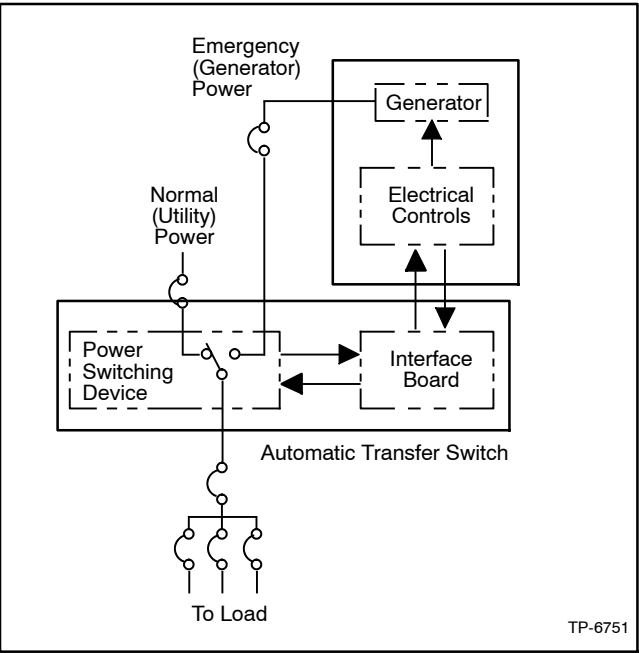 Emergency
(Generator)
Power
Generator
Normal
(Utility)
Power
Electrical
Controls
Power
Switching
Device
Interface
Board
Automatic Transfer Switch
To Load
TP-6751